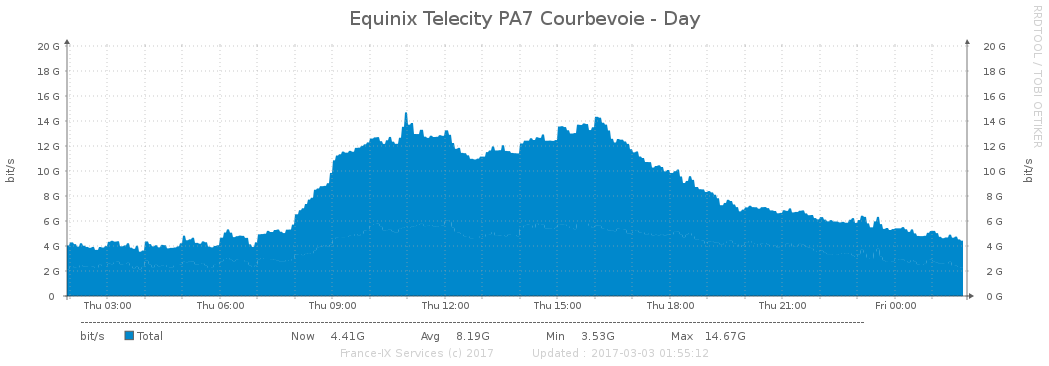 Equinix Telecity PA7 Courbevoie - Day
RRDTOOL / TOBI OETIKER
20 G 20 G
18 G 18 G
16 G 16 G
14 G 14 G
12 G 12 G
10 G 10 G
8 G 8 G
6 G 6 G
4 G 4 G
2 G 2 G
0 0 G
bit/s bit/s
Thu 03:00 Thu 06:00 Thu 09:00 Thu 12:00 Thu 15:00 Thu 18:00 Thu 21:00 Fri 00:00
bit/s Total Now 4.41G Avg 8.19G Min 3.53G Max 14.67G
France-IX Services (c) 2017 Updated : 2017-03-03 01:55:12